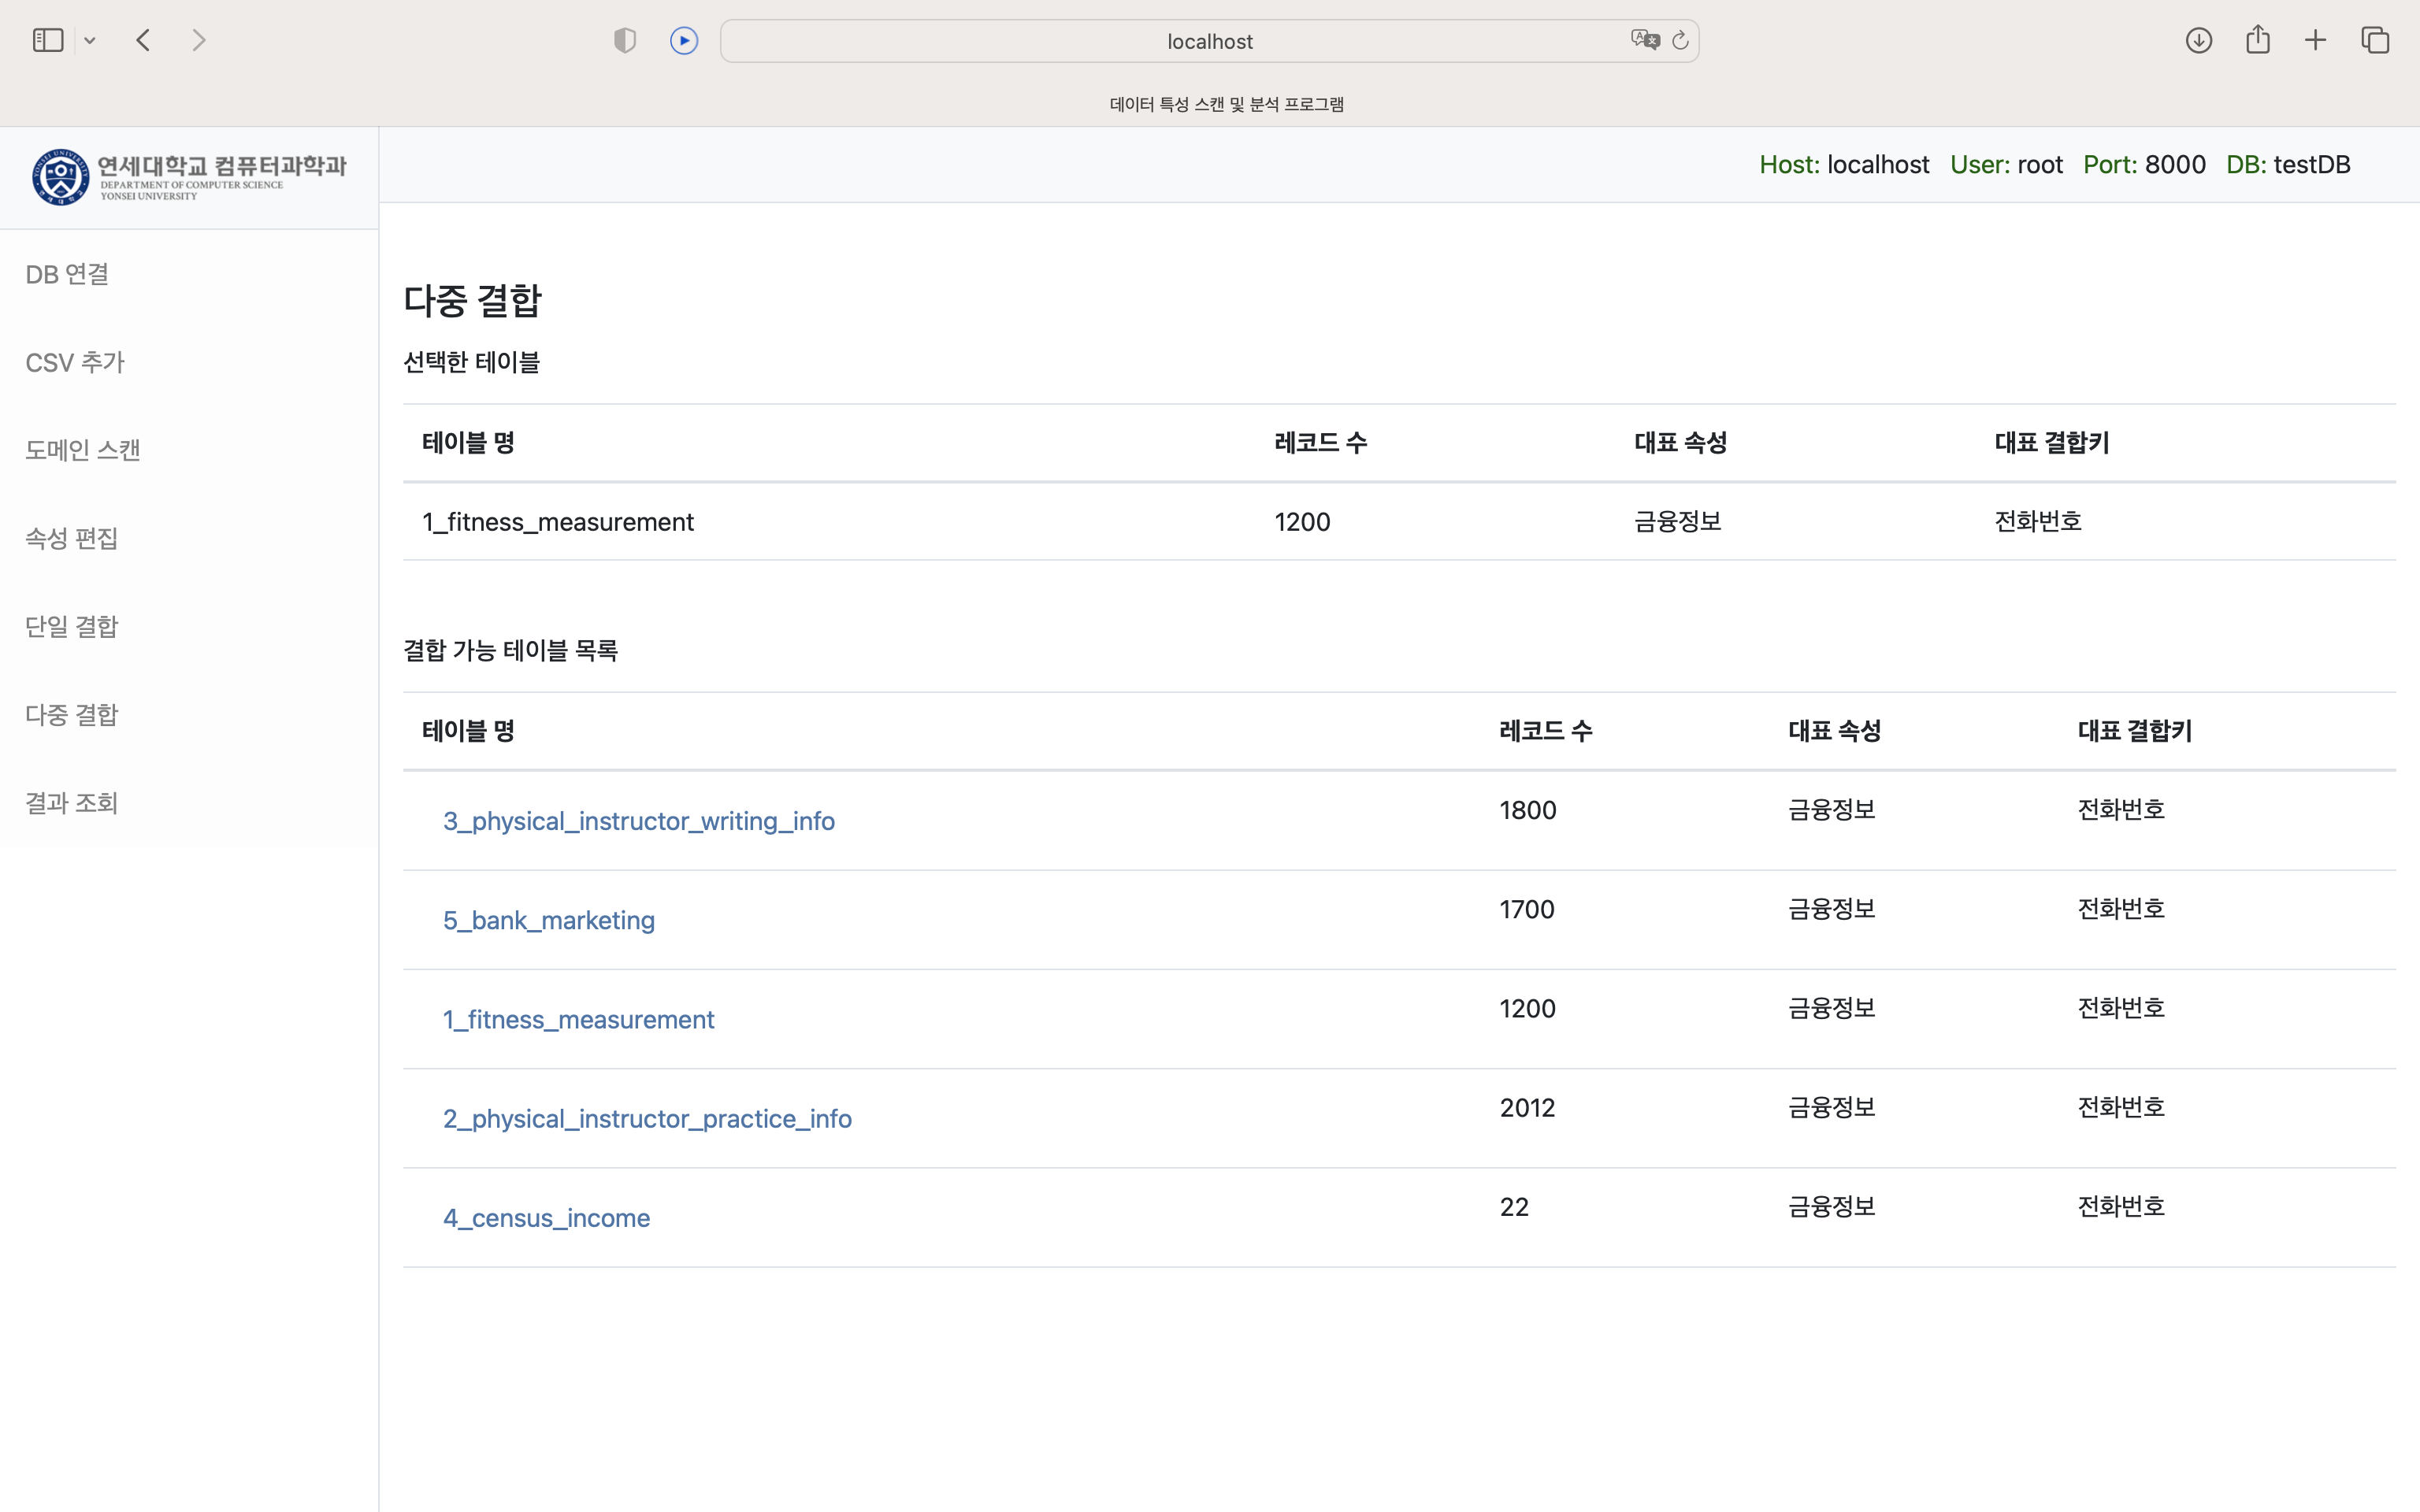 localhost
데이터 특성 스캔 및 분석 프로그램
연세대학교 컴퓨터과학과
DEPARTMENT OF COMPUTER SCIENCE
YONSEI UNIVERSITY
Host: localhost User: root Port: 8000 DB: testDB
DB 연결
CSV 추가
도메인 스캔
속성 편집
단일 결합
다중 결합
결과 조회
다중 결합
선택한 테이블
테이블 명 레코드 수 대표 속성 대표 결합키
1_fitness_measurement 1200 금융정보 전화번호
결합 가능 테이블 목록
테이블 명 레코드 수 대표 속성 대표 결합키
3_physical_instructor_writing_info 1800 금융정보 전화번호
5_bank_marketing 1700 금융정보 전화번호
1_fitness_measurement 1200 금융정보 전화번호
2_physical_instructor_practice_info 2012 금융정보 전화번호
4_census_income 22 금융정보 전화번호